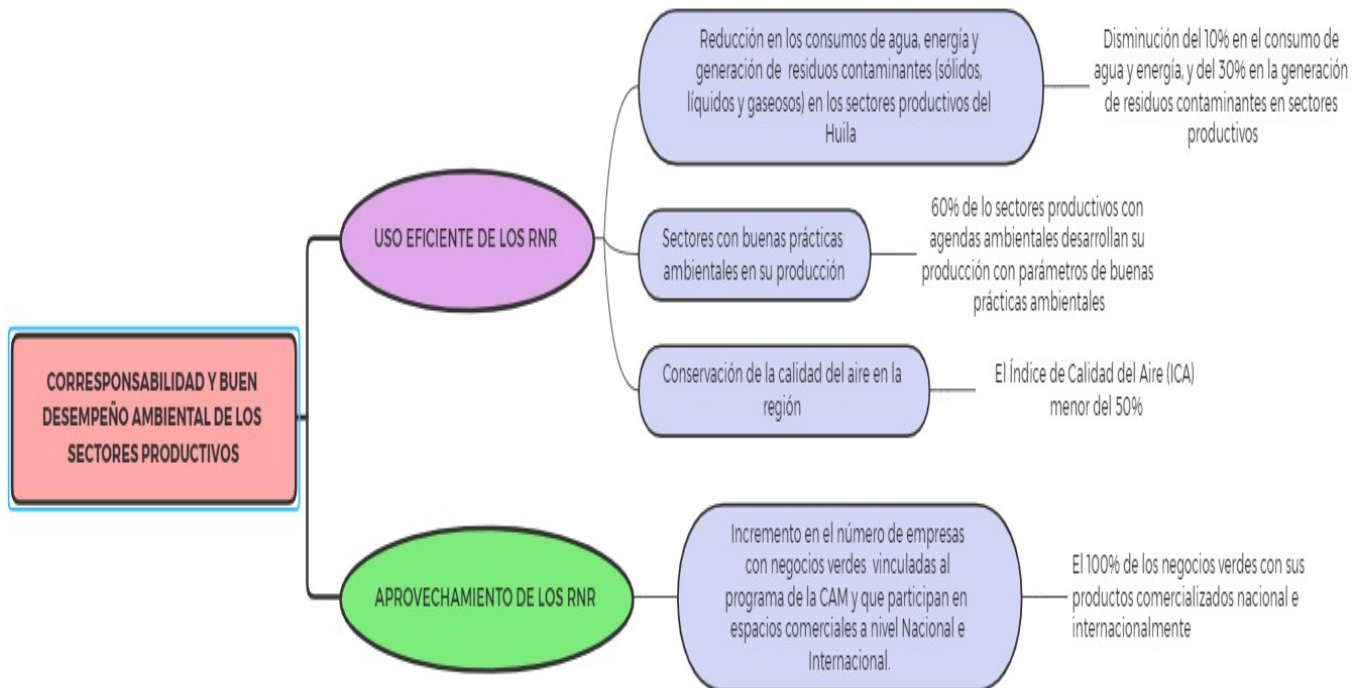 CORRESPONSABILIDAD Y BUEN
DESEMPEÑO AMBIENTAL DE LOS
SECTORES PRODUCTIVOS
USO EFICIENTE DE LOS RNR
Reducción en los consumos de agua, energía y
generación de residuos contaminantes (sólidos,
líquidos y gaseosos) en los sectores productivos del
Huila
Disminución del 10% en el consumo de
agua y energía, y del 30% en la generación
de residuos contaminantes en sectores
productivos
Sectores con buenas prácticas
ambientales en su producción
60% de lo sectores productivos con
agendas ambientales desarrollan su
producción con parámetros de buenas
prácticas ambientales
Conservación de la calidad del aire en la
región
El Índice de Calidad del Aire (ICA)
menor del 50%
APROVECHAMIENTO DE LOS RNR
Incremento en el número de empresas
con negocios verdes vinculadas al
programa de la CAM y que participan en
espacios comerciales a nivel Nacional e
Internacional.
El 100% de los negocios verdes con sus
productos comercializados nacional e
internacionalmente